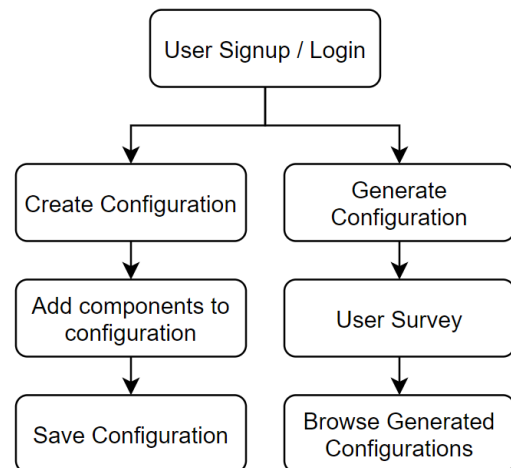 User Signup / Login
Create Configuration
Generate
Configuration
Add components to
configuration
User Survey
Save Configuration
Browse Generated
Configurations